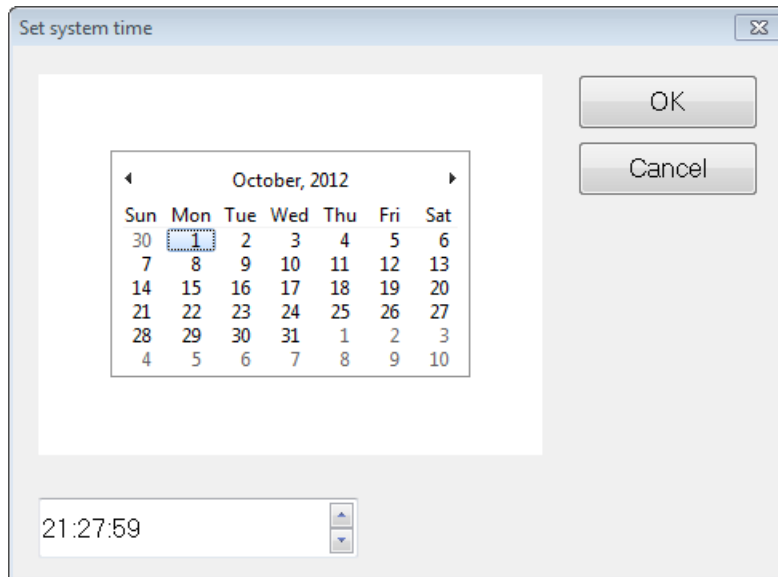 Set system time
OK
Cancel
October, 2012
Sun Mon Tue Wed Thu Fri Sat
30 1 2 3 4 5 6
7 8 9 10 11 12 13
14 15 16 17 18 19 20
21 22 23 24 25 26 27
28 29 30 31 1 2 3
4 5 6 7 8 9 10
21:27:59